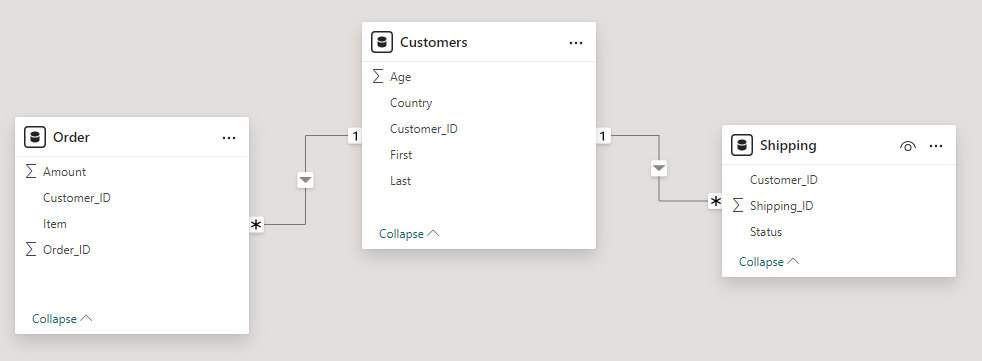 Order
Amount
Customer_ID
Item
Order_ID
Collapse
*
1
Customers
Age
Country
Customer_ID
First
Last
Collapse
1
*
Shipping
Customer_ID
Shipping_ID
Status
Collapse